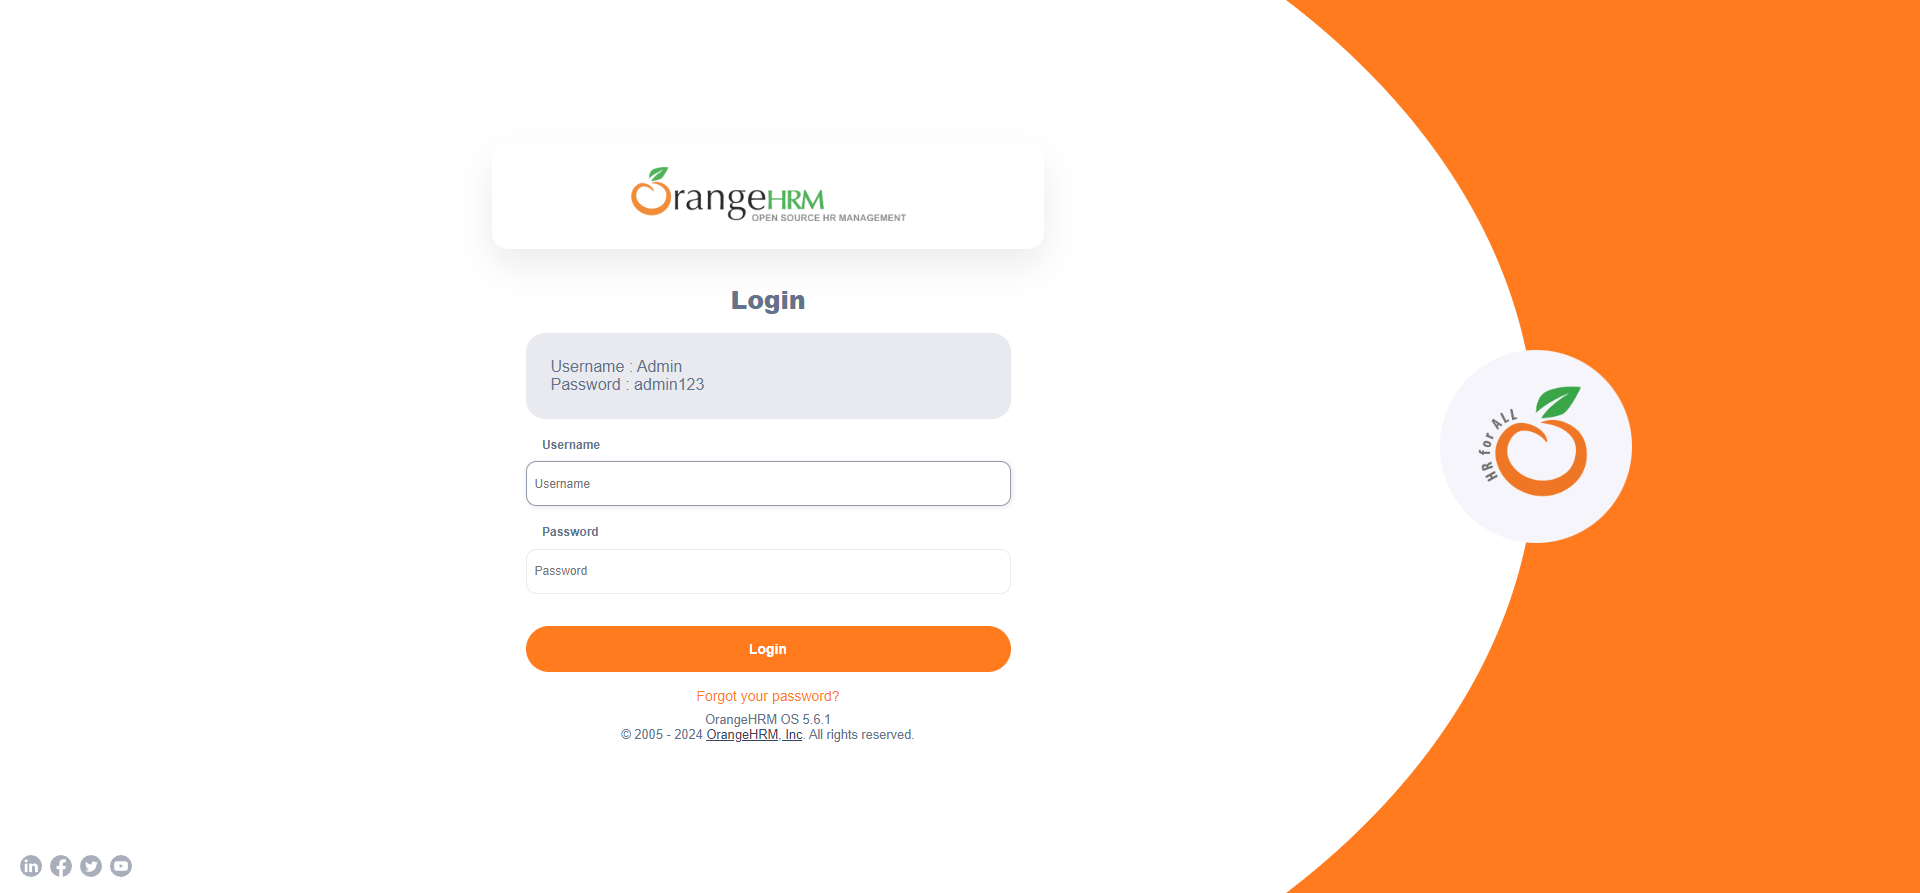 OrangeHRM
OPEN SOURCE HR MANAGEMENT
Login
Username : Admin
Password : admin123
Username
Username
Password
Password
Login
Forgot your password?
OrangeHRM OS 5.6.1
© 2005 - 2024 OrangeHRM, Inc. All rights reserved.
HR for ALL
in